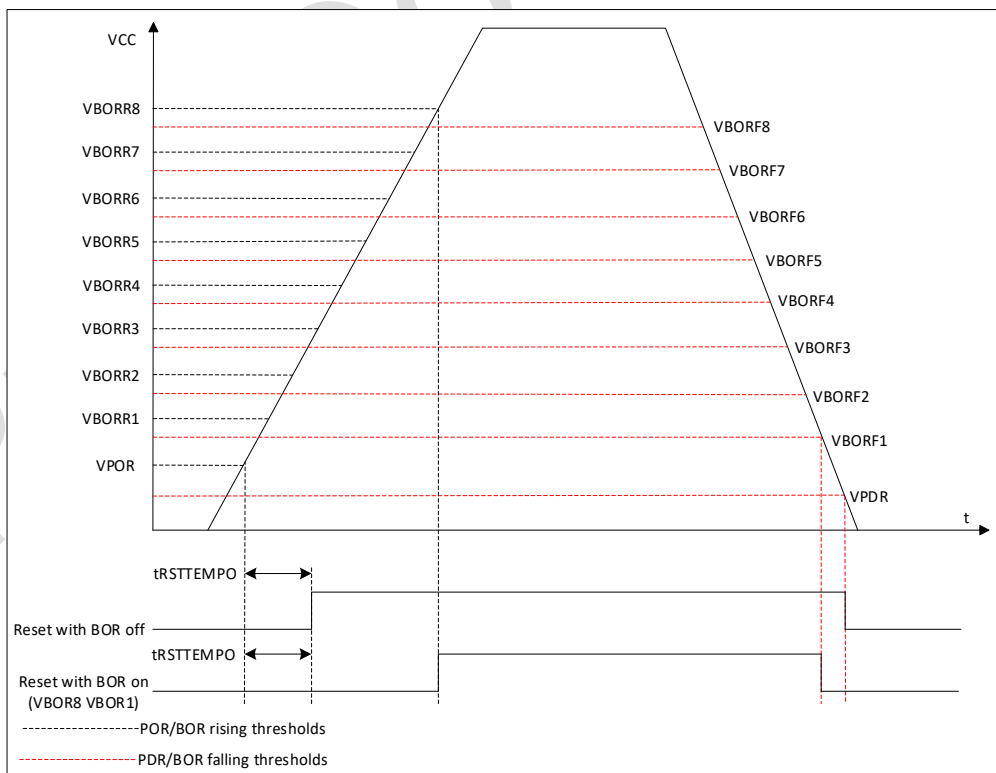 VCC
VBORR8
VBORF8
VBORR7
VBORF7
VBORR6
VBORF6
VBORR5
VBORF5
VBORR4
VBORF4
VBORR3
VBORF3
VBORR2
VBORF2
VBORR1
VBORF1
VPOR
VPDR
t
tRSTTEMPO
Reset with BOR off
tRSTTEMPO
Reset with BOR on
(VBOR8 VBOR1)
POR/BOR rising thresholds
PDR/BOR falling thresholds